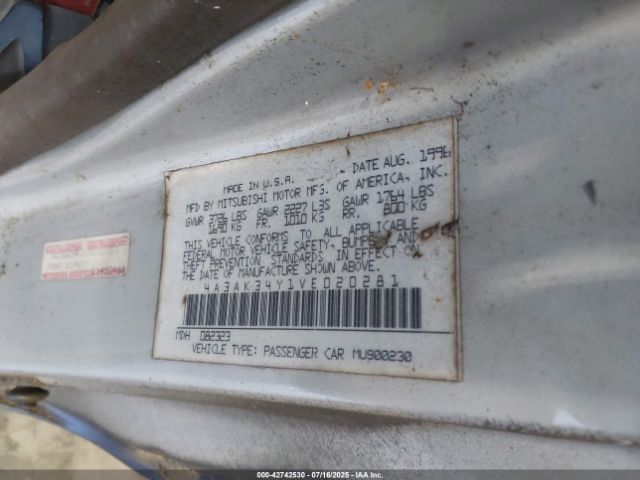 MADE IN U.S.A. DATE AUG. 1996
MFD BY MITSUBISHI MOTOR MFG. OF AMERICA, INC.
GVWR 3726 LBS GAWR 2227 LBS GAWR 1764 LBS
1690 KG FR. 1010 KG RR. 800 KG
THIS VEHICLE CONFORMS TO ALL APPLICABLE
FEDERAL MOTOR VEHICLE SAFETY, BUMPER AND
THEFT PREVENTION STANDARDS IN EFFECT ON
THE DATE OF MANUFACTURE SHOWN ABOVE.
4A3AK34Y1VE020281
MDH 082323
VEHICLE TYPE: PASSENGER CAR MU900230
000-42742530 - 07/16/2025 - IAA Inc.